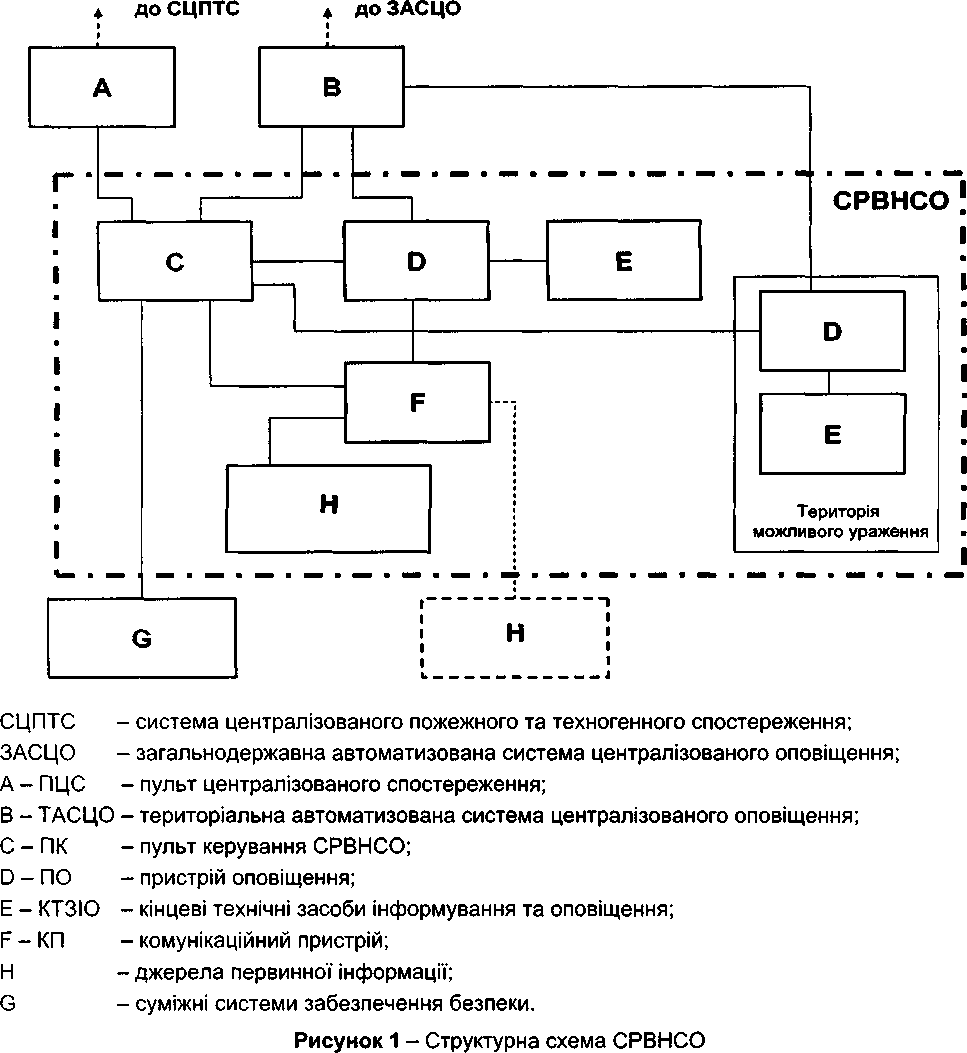 до СЦПТС
до ЗАСЦО
A
B
СРВНСО
C
D
E
D
F
E
H
Територія
можливого ураження
G
H
СЦПТС – система централізованого пожежного та техногенного спостереження;
ЗАСЦО – загальнодержавна автоматизована система централізованого оповіщення;
A – ПЦС – пульт централізованого спостереження;
B – ТАСЦО – територіальна автоматизована система централізованого оповіщення;
C – ПК – пульт керування СРВНСО;
D – ПО – пристрій оповіщення;
E – КТЗІО – кінцеві технічні засоби інформування та оповіщення;
F – КП – комунікаційний пристрій;
H – джерела первинної інформації;
G – суміжні системи забезпечення безпеки.
Рисунок 1 – Структурна схема СРВНСО